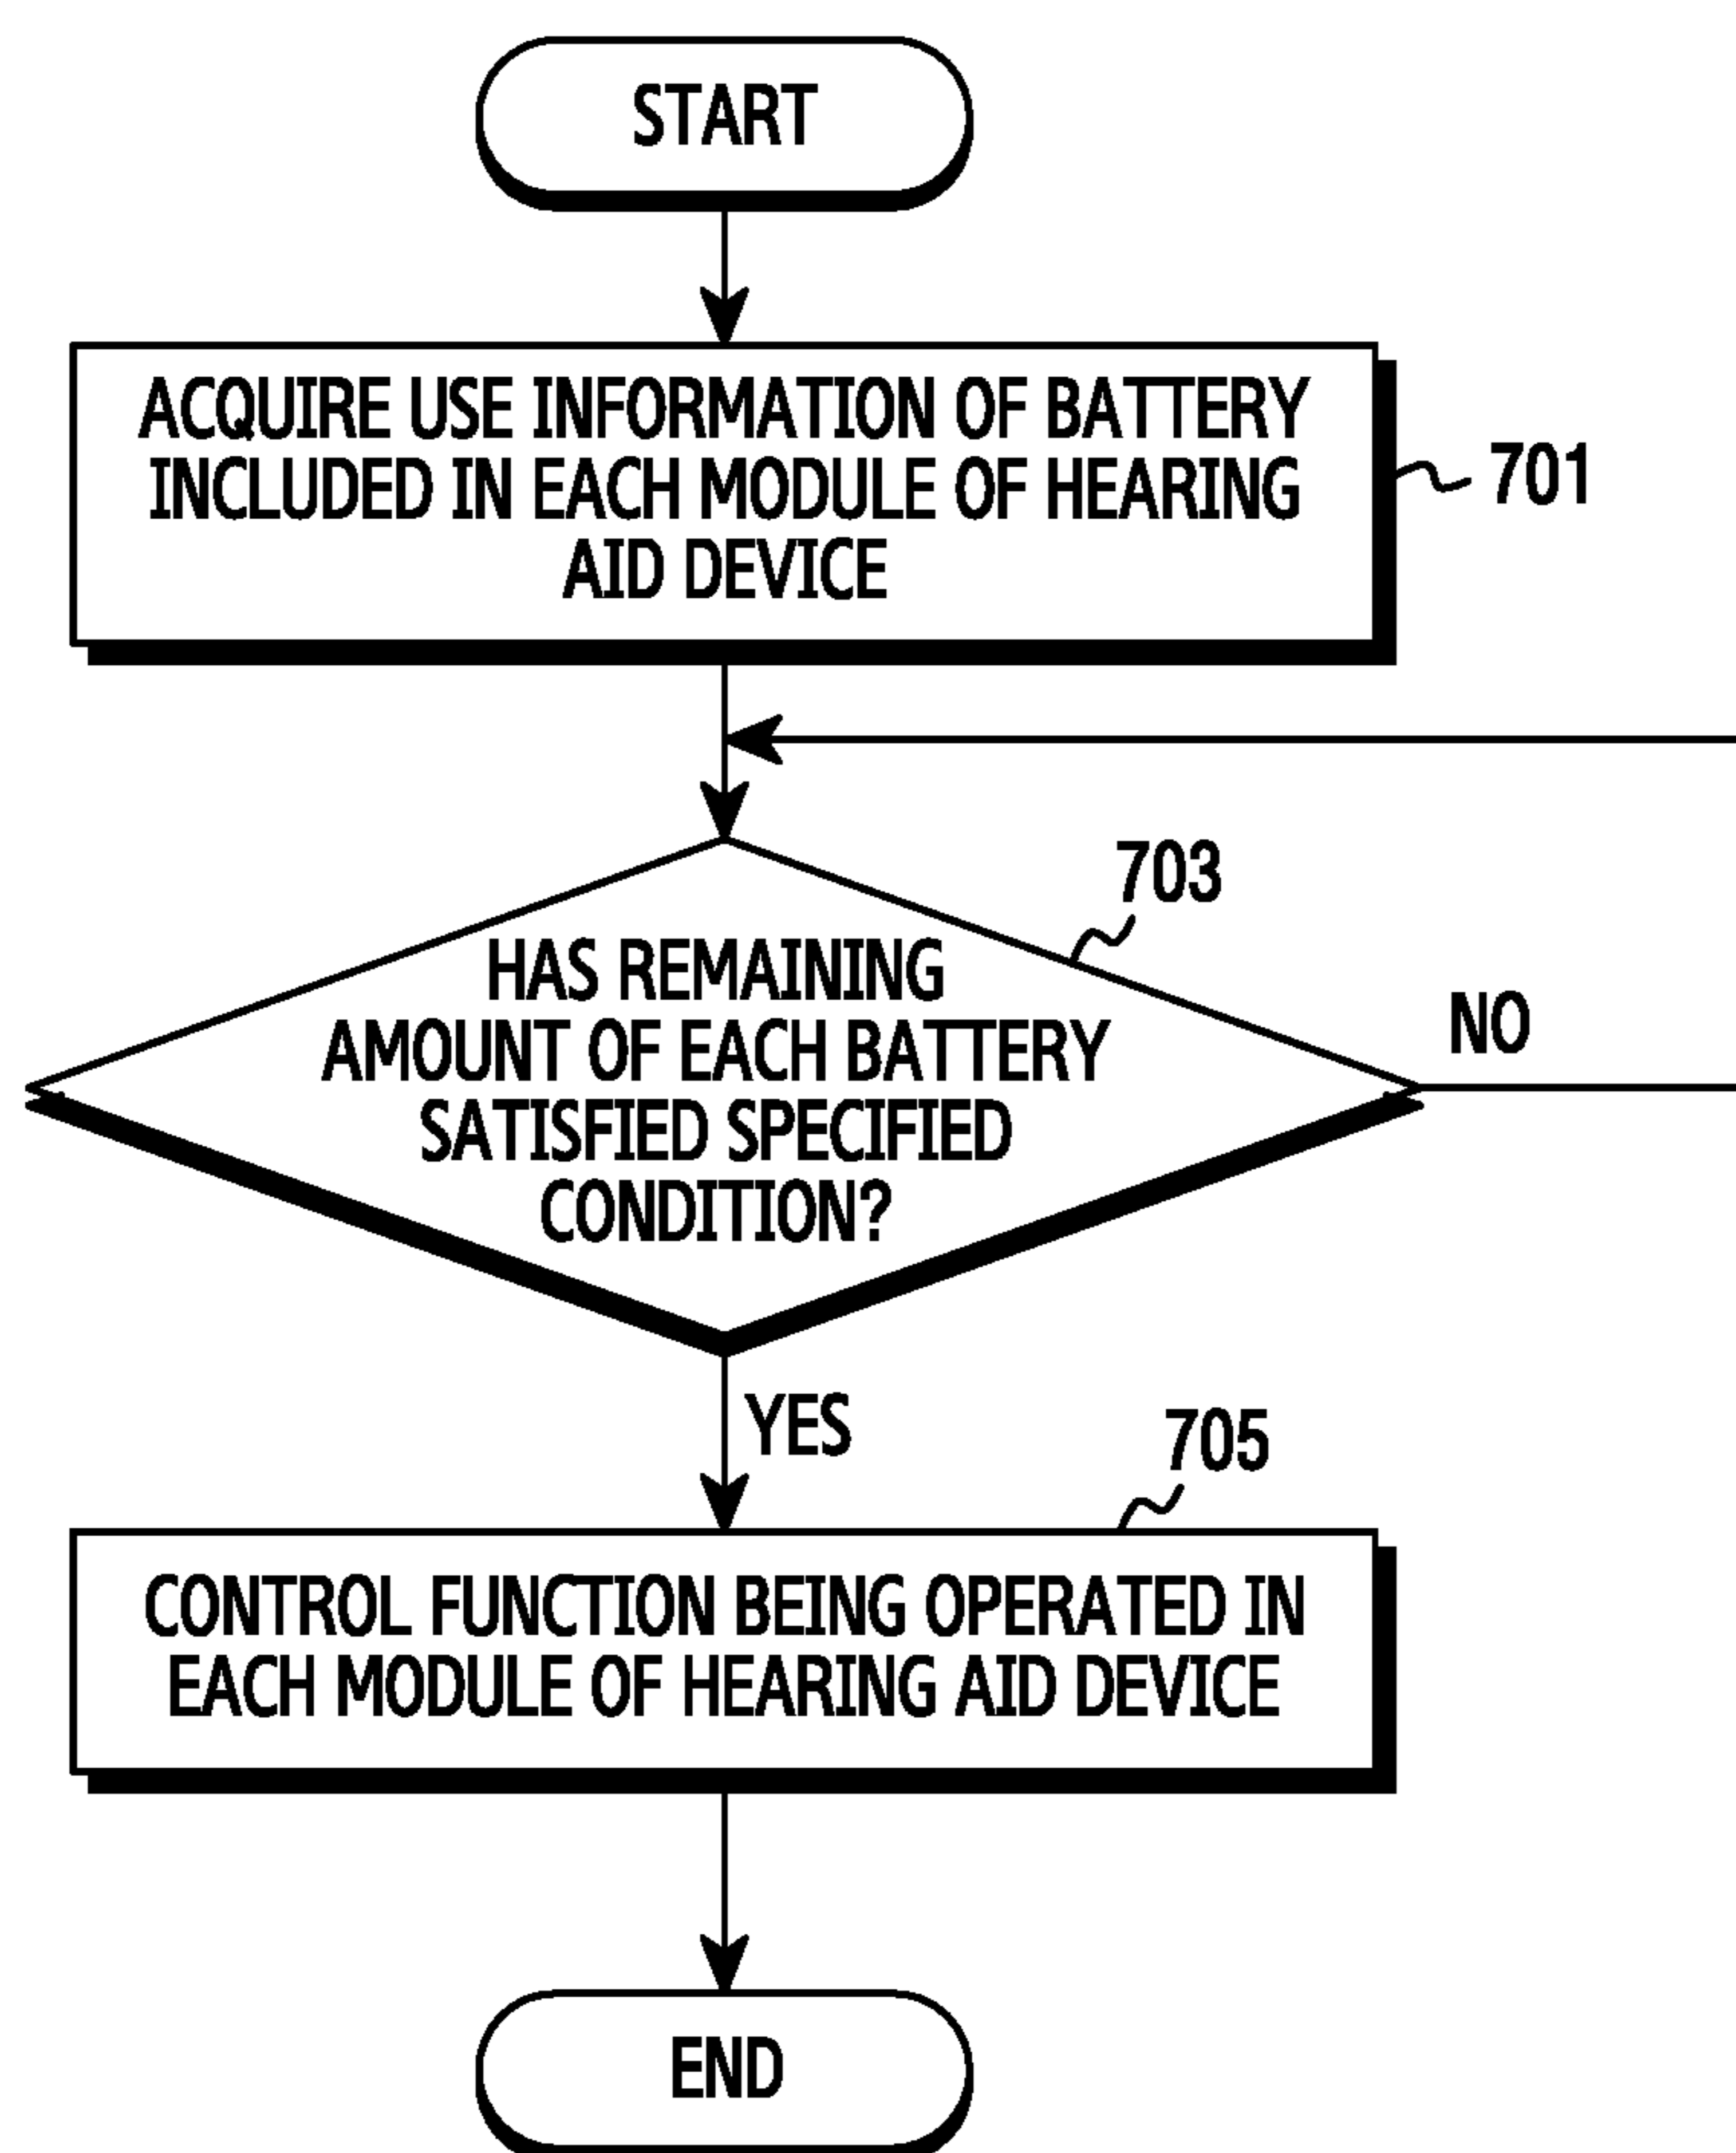 START
ACQUIRE USE INFORMATION OF BATTERY
INCLUDED IN EACH MODULE OF HEARING
AID DEVICE
701
703
HAS REMAINING
AMOUNT OF EACH BATTERY
SATISFIED SPECIFIED
CONDITION?
NO
YES
705
CONTROL FUNCTION BEING OPERATED IN
EACH MODULE OF HEARING AID DEVICE
END